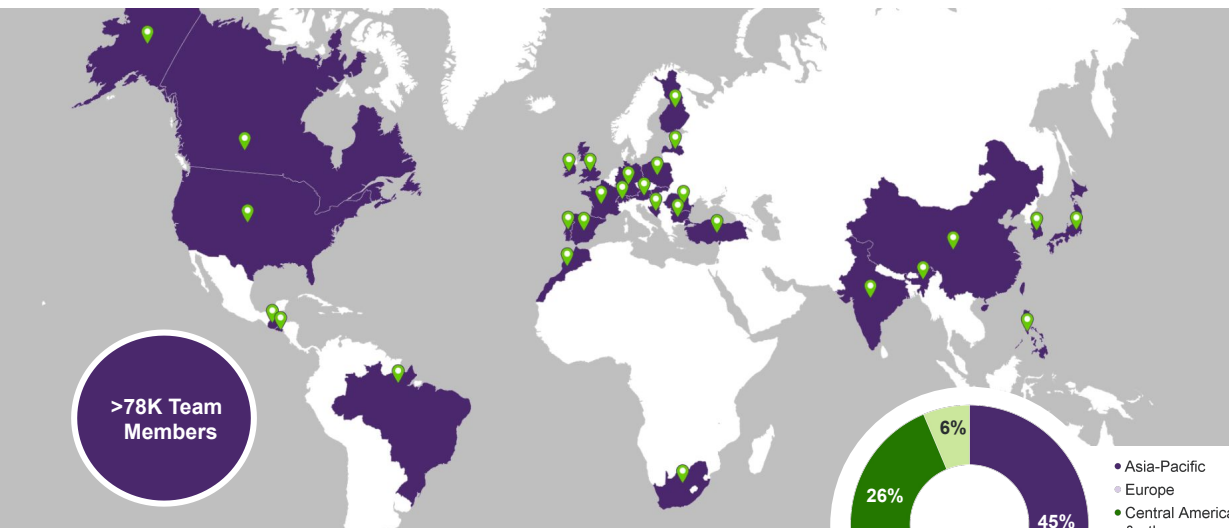 >78K Team
Members
6%
26%
45%
Asia-Pacific
Europe
Central America